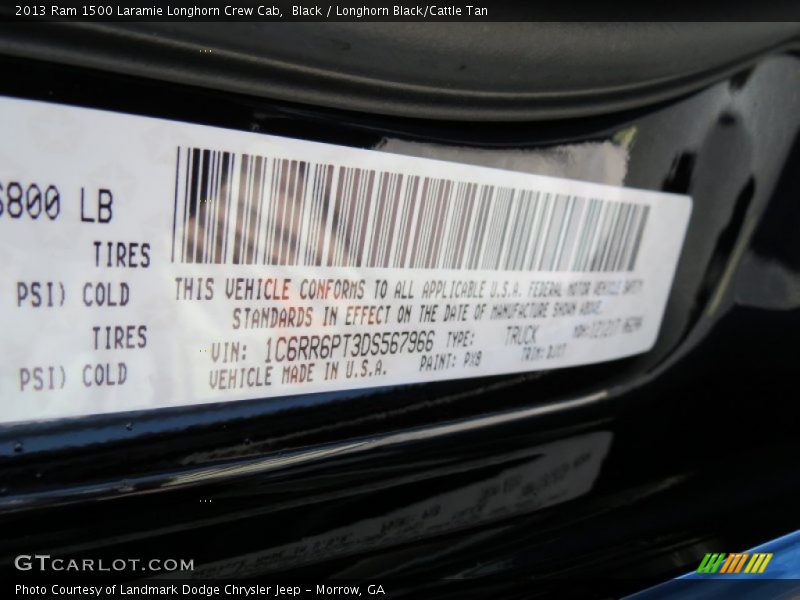 2013 Ram 1500 Laramie Longhorn Crew Cab, Black / Longhorn Black/Cattle Tan
6800 LB
TIRES
PSI) COLD
TIRES
PSI) COLD
THIS VEHICLE CONFORMS TO ALL APPLICABLE U.S.A. FEDERAL MOTOR VEHICLE SAFETY
STANDARDS IN EFFECT ON THE DATE OF MANUFACTURE SHOWN ABOVE.
VIN: 1C6RR6PT3DS567966 TYPE: TRUCK
VEHICLE MADE IN U.S.A. PAINT: PX8 TRIM:
GTCARLOT.COM
Photo Courtesy of Landmark Dodge Chrysler Jeep – Morrow, GA